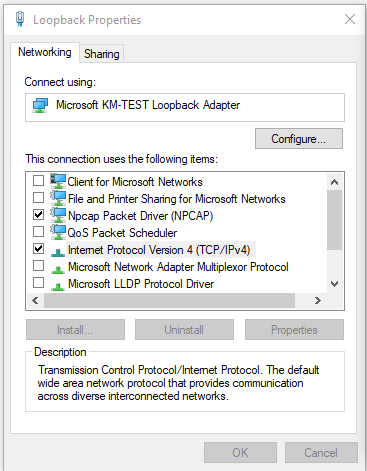 Loopback Properties
Networking
Sharing
Connect using:
Microsoft KM-TEST Loopback Adapter
Configure...
This connection uses the following items:
Client for Microsoft Networks
File and Printer Sharing for Microsoft Networks
Npcap Packet Driver (NPCAP)
QoS Packet Scheduler
Internet Protocol Version 4 (TCP/IPv4)
Microsoft Network Adapter Multiplexor Protocol
Microsoft LLDP Protocol Driver
Install...
Uninstall
Properties
Description
Transmission Control Protocol/Internet Protocol. The default
wide area network protocol that provides communication
across diverse interconnected networks.
OK
Cancel